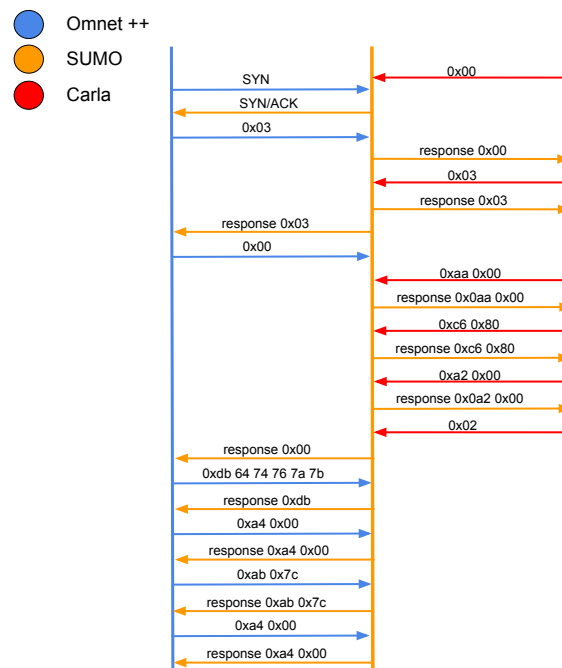 Omnet ++
SUMO
Carla
0x00
SYN
SYN/ACK
0x03
response 0x00
0x03
response 0x03
response 0x03
0x00
0xaa 0x00
response 0x0aa 0x00
0xc6 0x80
response 0xc6 0x80
0xa2 0x00
response 0x0a2 0x00
0x02
response 0x00
0xdb 64 74 76 7a 7b
response 0xdb
0xa4 0x00
response 0xa4 0x00
0xab 0x7c
response 0xab 0x7c
0xa4 0x00
response 0xa4 0x00